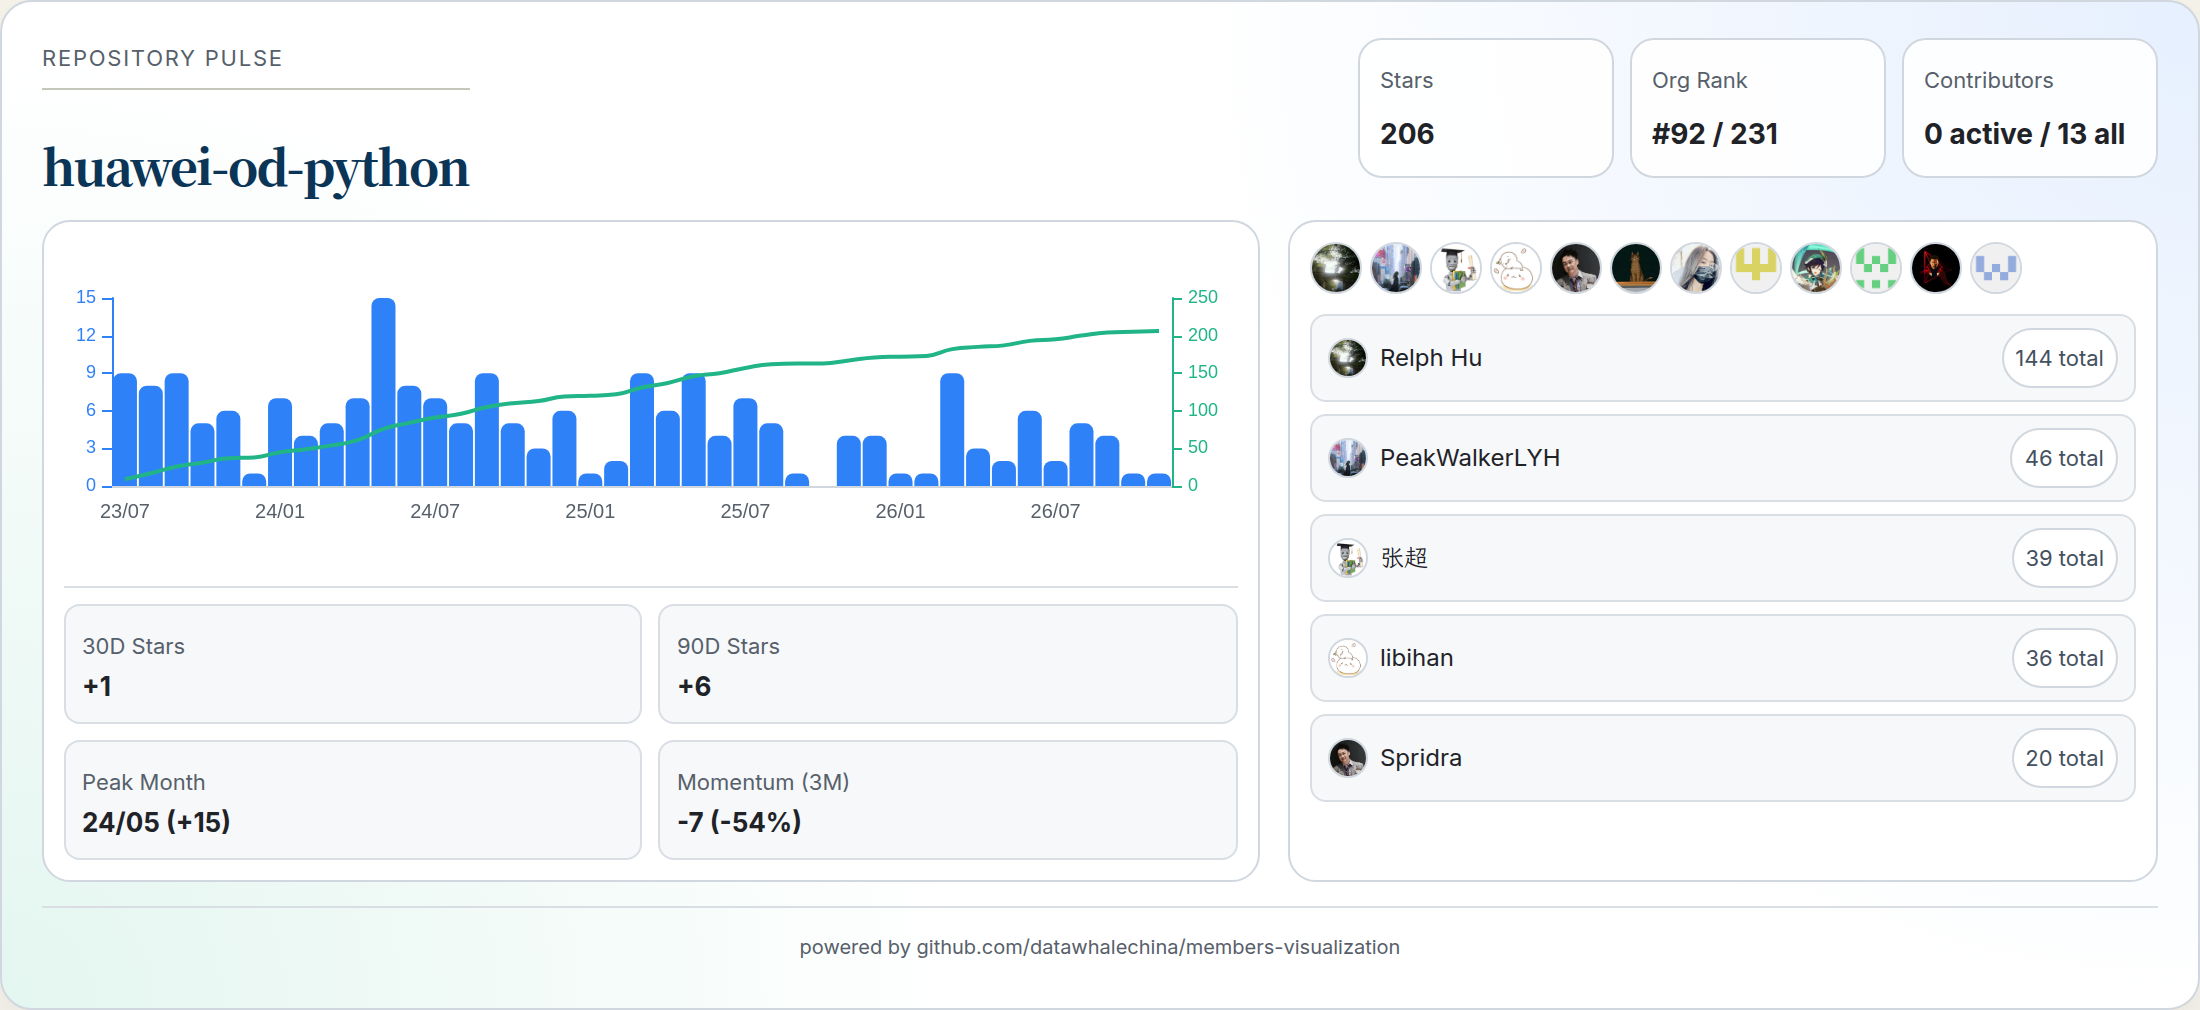 REPOSITORY PULSE
huawei-od-python
Stars
206
Org Rank
#92 / 231
Contributors
0 active / 13 all
15
12
9
6
3
0
250
200
150
100
50
0
23/07
24/01
24/07
25/01
25/07
26/01
26/07
30D Stars
+1
90D Stars
+6
Peak Month
24/05 (+15)
Momentum (3M)
-7 (-54%)
Relph Hu
144 total
PeakWalkerLYH
46 total
张超
39 total
libihan
36 total
Spridra
20 total
powered by github.com/datawhalechina/members-visualization